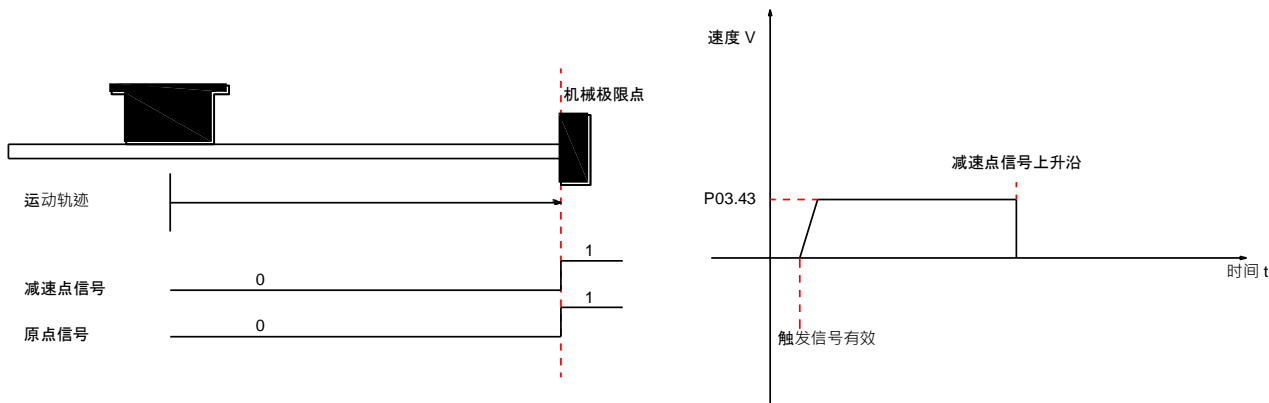 机械极限点
运动轨迹
1
0
减速点信号
1
0
原点信号
速度 V
减速点信号上升沿
P03.43
时间 t
触发信号有效